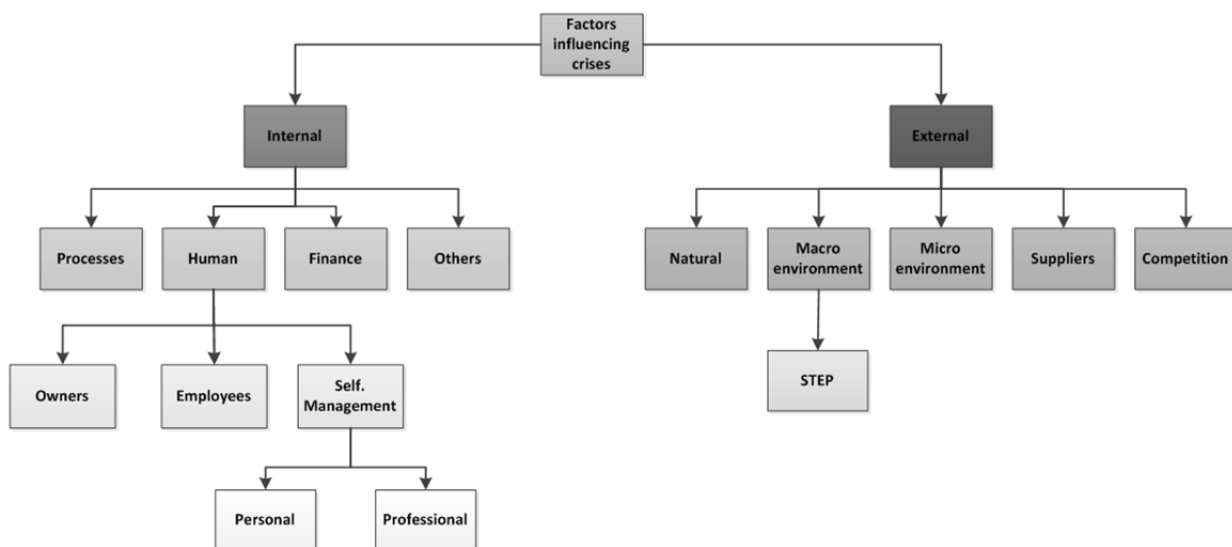 Factors
influencing
crises
Internal
External
Processes
Human
Finance
Others
Natural
Macro
environment
Micro
environment
Suppliers
Competition
Owners
Employees
Self.
Management
STEP
Personal
Professional